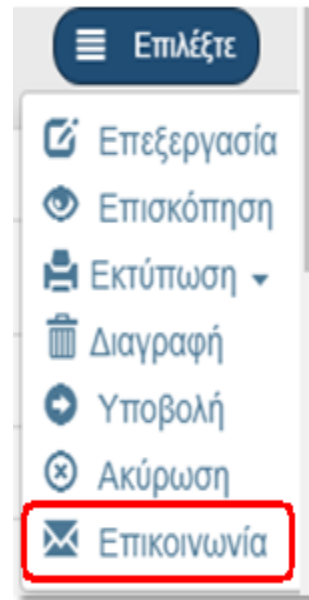 Επιλέξτε
Επεξεργασία
Επισκόπηση
Εκτύπωση
Διαγραφή
Υποβολή
Ακύρωση
Επικοινωνία